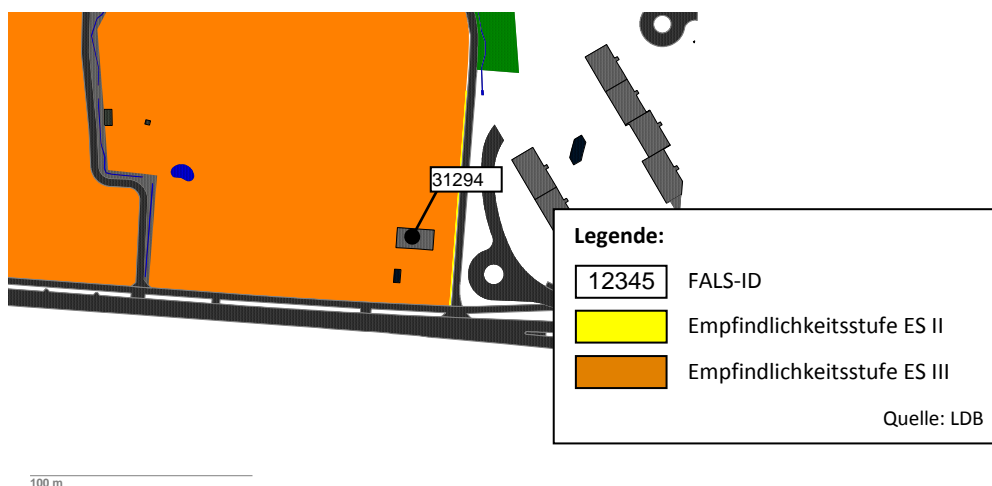 31294
Legende:
12345 FALS-ID
Empfindlichkeitsstufe ES II
Empfindlichkeitsstufe ES III
Quelle: LDB
100 m